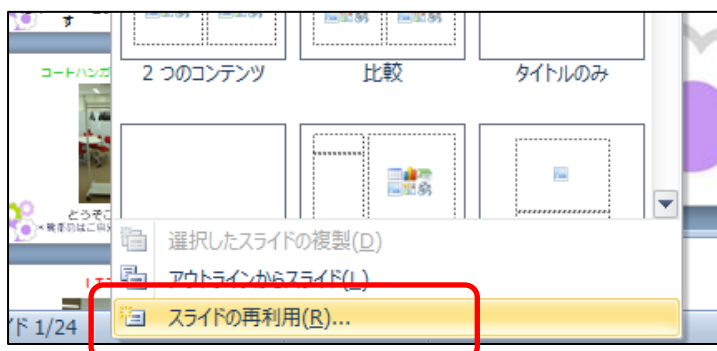 す
コートハンガ
2 つのコンテンツ
比較
タイトルのみ
とうぞこ
選択したスライドの複製(D)
アウトラインからスライド(L)
スライドの再利用(R)...
ド 1/24